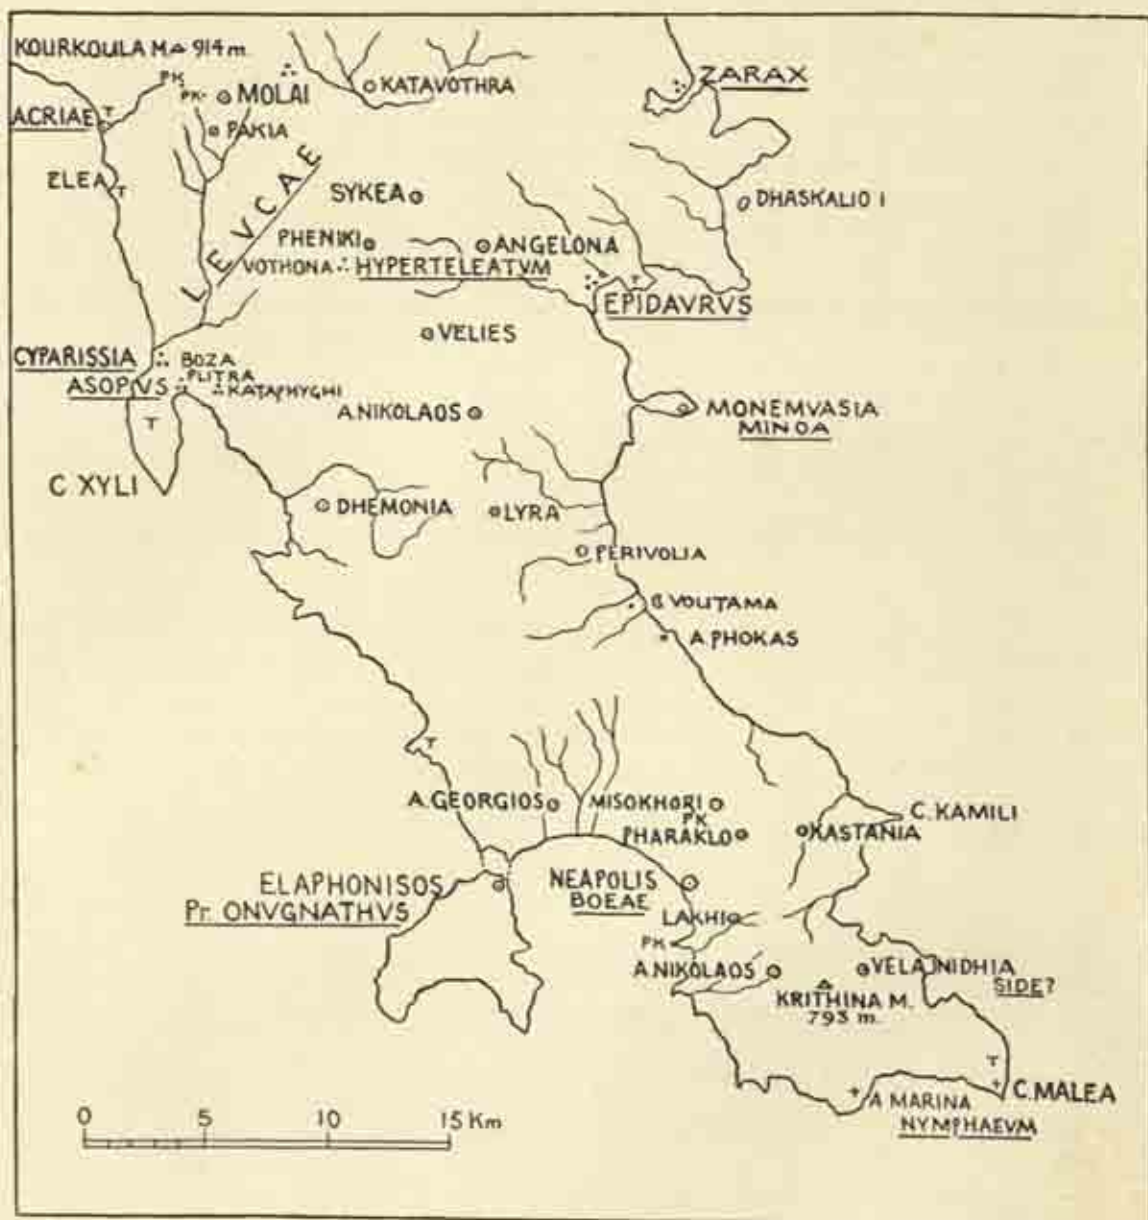 KOURKOULA M 914 m.
PK
PK
MOLAI
KATAVOTHRA
ZARAX
T
ACRIAE
PAKIA
ELEA
T
LEVCAE
SYKEA
DHASKALIO I
PHENIKI
ANGELONA
VOTHONA
HYPERTELEATVM
T
EPIDAVRVS
VELIES
CYPARISSIA
BOZA
PLITRA
ASOPVS
KATAPHYGHI
T
A.NIKOLAOS
MONEMVASIA
MINOA
C. XYLI
DHEMONIA
LYRA
PERIVOLIA
VOUTAMA
A.PHOKAS
T
A.GEORGIOS
MISOKHORI
PK
PHARAKLO
C.KAMILI
KASTANIA
ELAPHONISOS
Pr. ONVGNATHVS
NEAPOLIS
BOEAE
LAKHI
PK
A.NIKOLAOS
VELANIDHIA
SIDE?
KRITHINA M.
793 m.
T
C.MALEA
A MARINA
NYMPHAEVM
0 5 10 15 Km